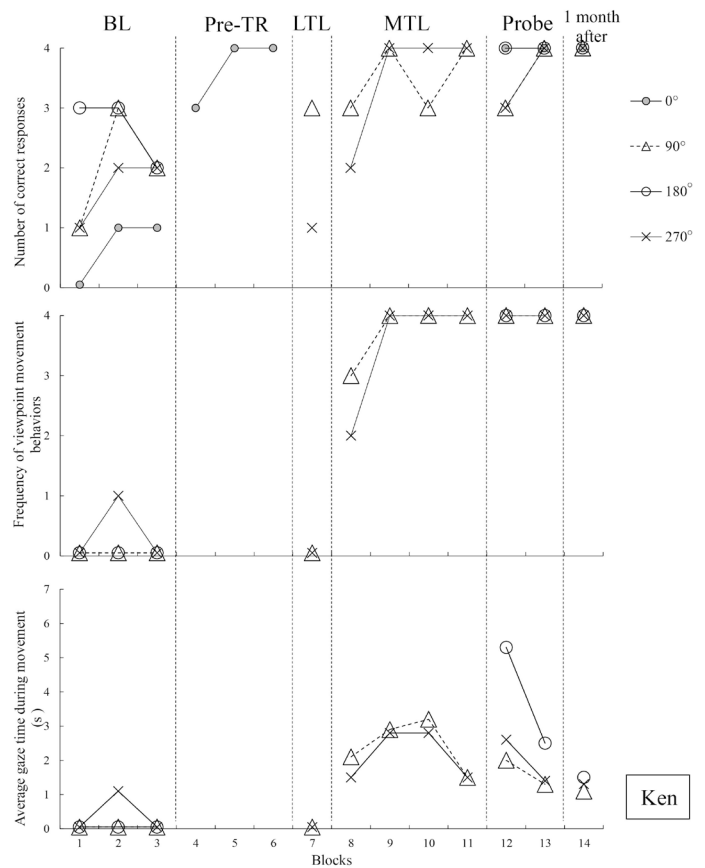 BL Pre-TR LTL MTL Probe 1 month
after
Number of correct responses
4
3
2
1
0
0°
90°
180°
270°
Frequency of viewpoint movement
behaviors
4
3
2
1
0
Average gaze time during movement
(s)
7
6
5
4
3
2
1
0
1 2 3 4 5 6 7 8 9 10 11 12 13 14
Blocks
Ken